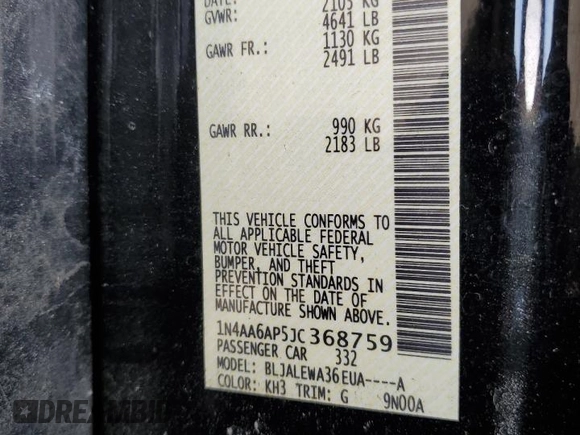 DATE: 2105 KG
GVWR: 4641 LB
GAWR FR.: 1130 KG
2491 LB
GAWR RR.: 990 KG
2183 LB
THIS VEHICLE CONFORMS TO
ALL APPLICABLE FEDERAL
MOTOR VEHICLE SAFETY,
BUMPER, AND THEFT
PREVENTION STANDARDS IN
EFFECT ON THE DATE OF
MANUFACTURE SHOWN ABOVE.
1N4AA6AP5JC368759
PASSENGER CAR 332
BLJALEWA36EUA----A
COLOR: KH3 TRIM: G 9N00A